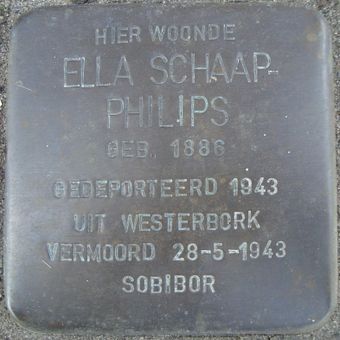 HIER WOONDE
ELLA SCHAAP-
PHILIPS
GEB. 1886
GEDEPORTEERD 1943
UIT WESTERBORK
VERMOORD 28-5-1943
SOBIBOR